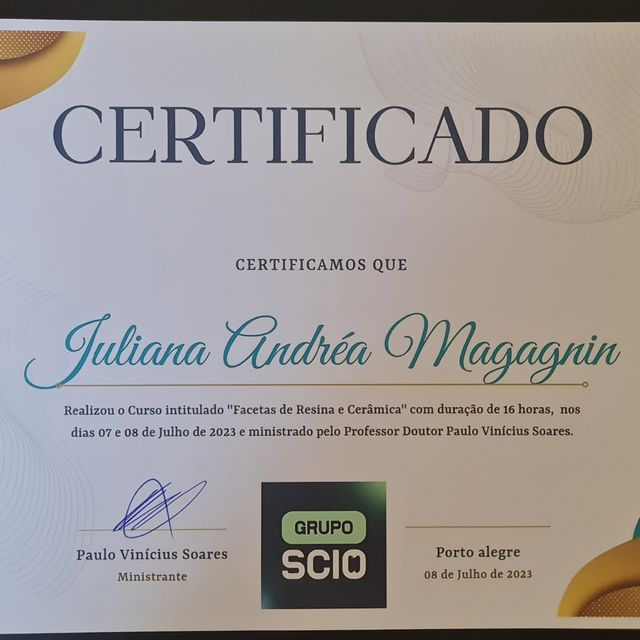 CERTIFICADO
CERTIFICAMOS QUE
Juliana Andréa Magagnin
Realizou o Curso intitulado "Facetas de Resina e Cerâmica" com duração de 16 horas, nos
dias 07 e 08 de Julho de 2023 e ministrado pelo Professor Doutor Paulo Vinícius Soares.
Paulo Vinícius Soares
Ministrante
GRUPO
SCIO
Porto alegre
08 de Julho de 2023